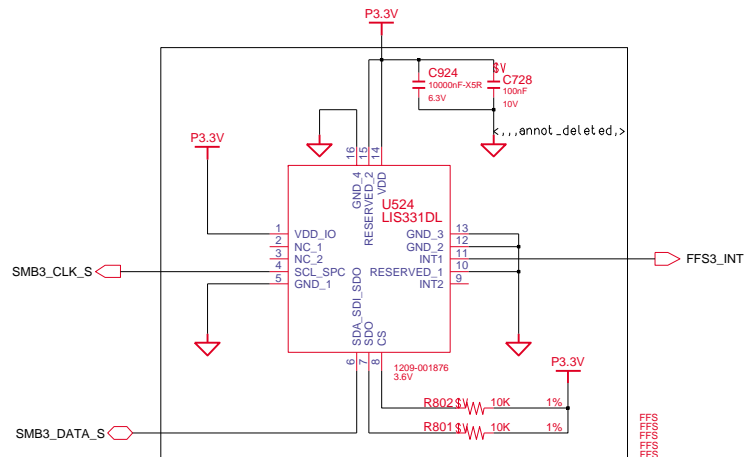 P3.3V
C924
10000nF-X5R
6.3V
$V
C728
100nF
10V
<,,,annot_deleted,>
P3.3V
16
15
14
GND_4
RESERVED_2
VDD
U524
LIS331DL
1
VDD_IO
2
NC_1
3
NC_2
4
SCL_SPC
5
GND_1
GND_3
13
GND_2
12
INT1
11
RESERVED_1
10
INT2
9
SMB3_CLK_S
FFS3_INT
SDA_SDI_SDO
SDO
CS
6
7
8
1209-001876
3.6V
P3.3V
R802
$V
10K
1%
R801
$V
10K
1%
SMB3_DATA_S
FFS
FFS
FFS
FFS
FFS